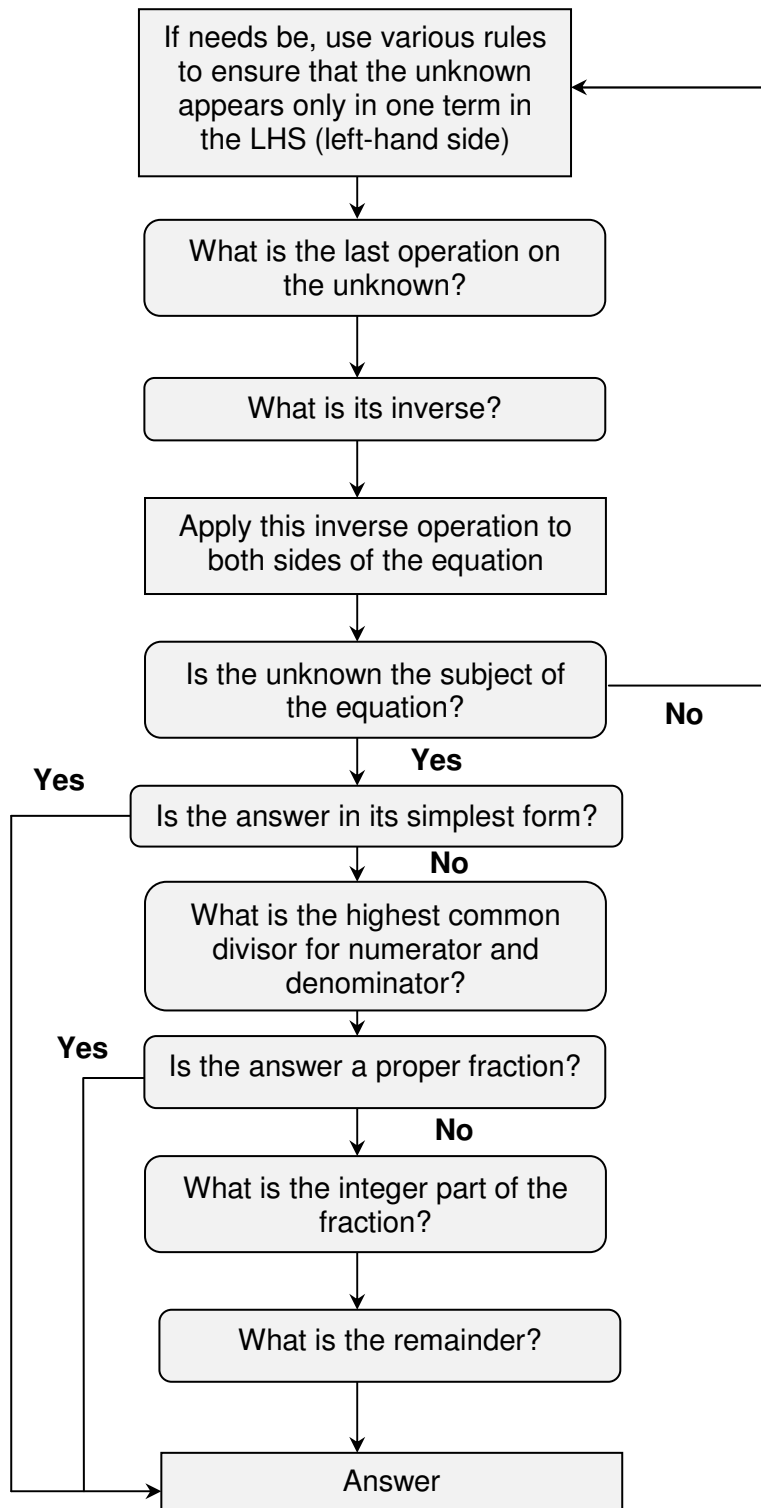 If needs be, use various rules
to ensure that the unknown
appears only in one term in
the LHS (left-hand side)
What is the last operation on
the unknown?
What is its inverse?
Apply this inverse operation to
both sides of the equation
Is the unknown the subject of
the equation?
No
Yes
Yes
Is the answer in its simplest form?
No
What is the highest common
divisor for numerator and
denominator?
Yes
Is the answer a proper fraction?
No
What is the integer part of the
fraction?
What is the remainder?
Answer